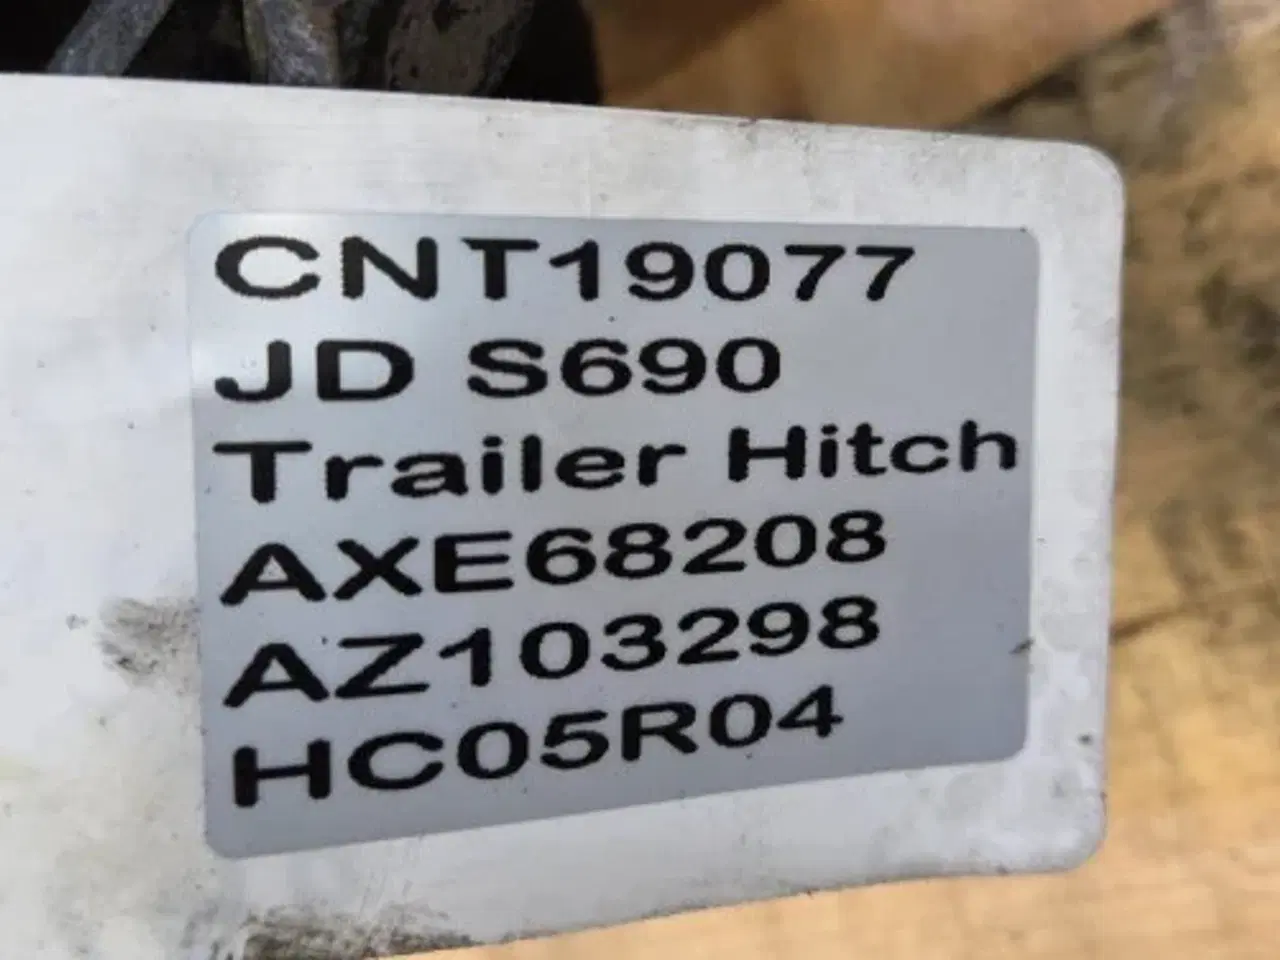 CNT19077
JD S690
Trailer Hitch
AXE68208
AZ103298
HC05R04